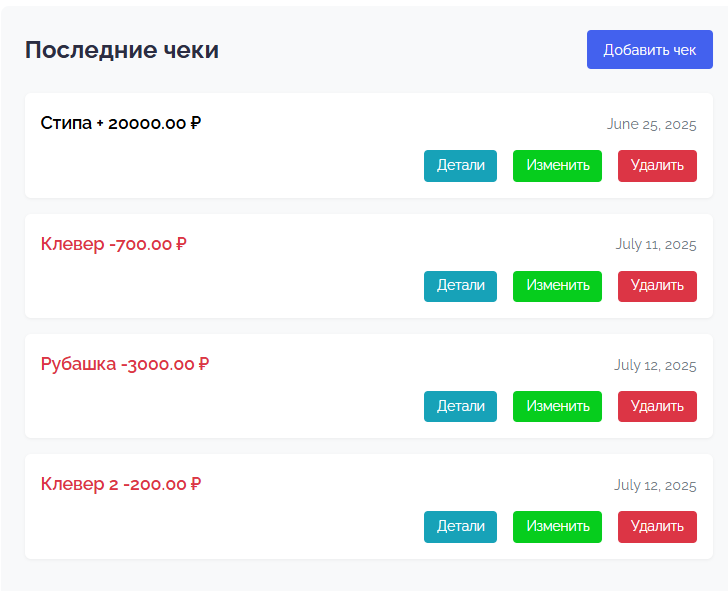 Последние чеки
Добавить чек
Стипа + 20000.00 ₽
June 25, 2025
Детали Изменить Удалить
Клевер -700.00 ₽
July 11, 2025
Детали Изменить Удалить
Рубашка -3000.00 ₽
July 12, 2025
Детали Изменить Удалить
Клевер 2 -200.00 ₽
July 12, 2025
Детали Изменить Удалить